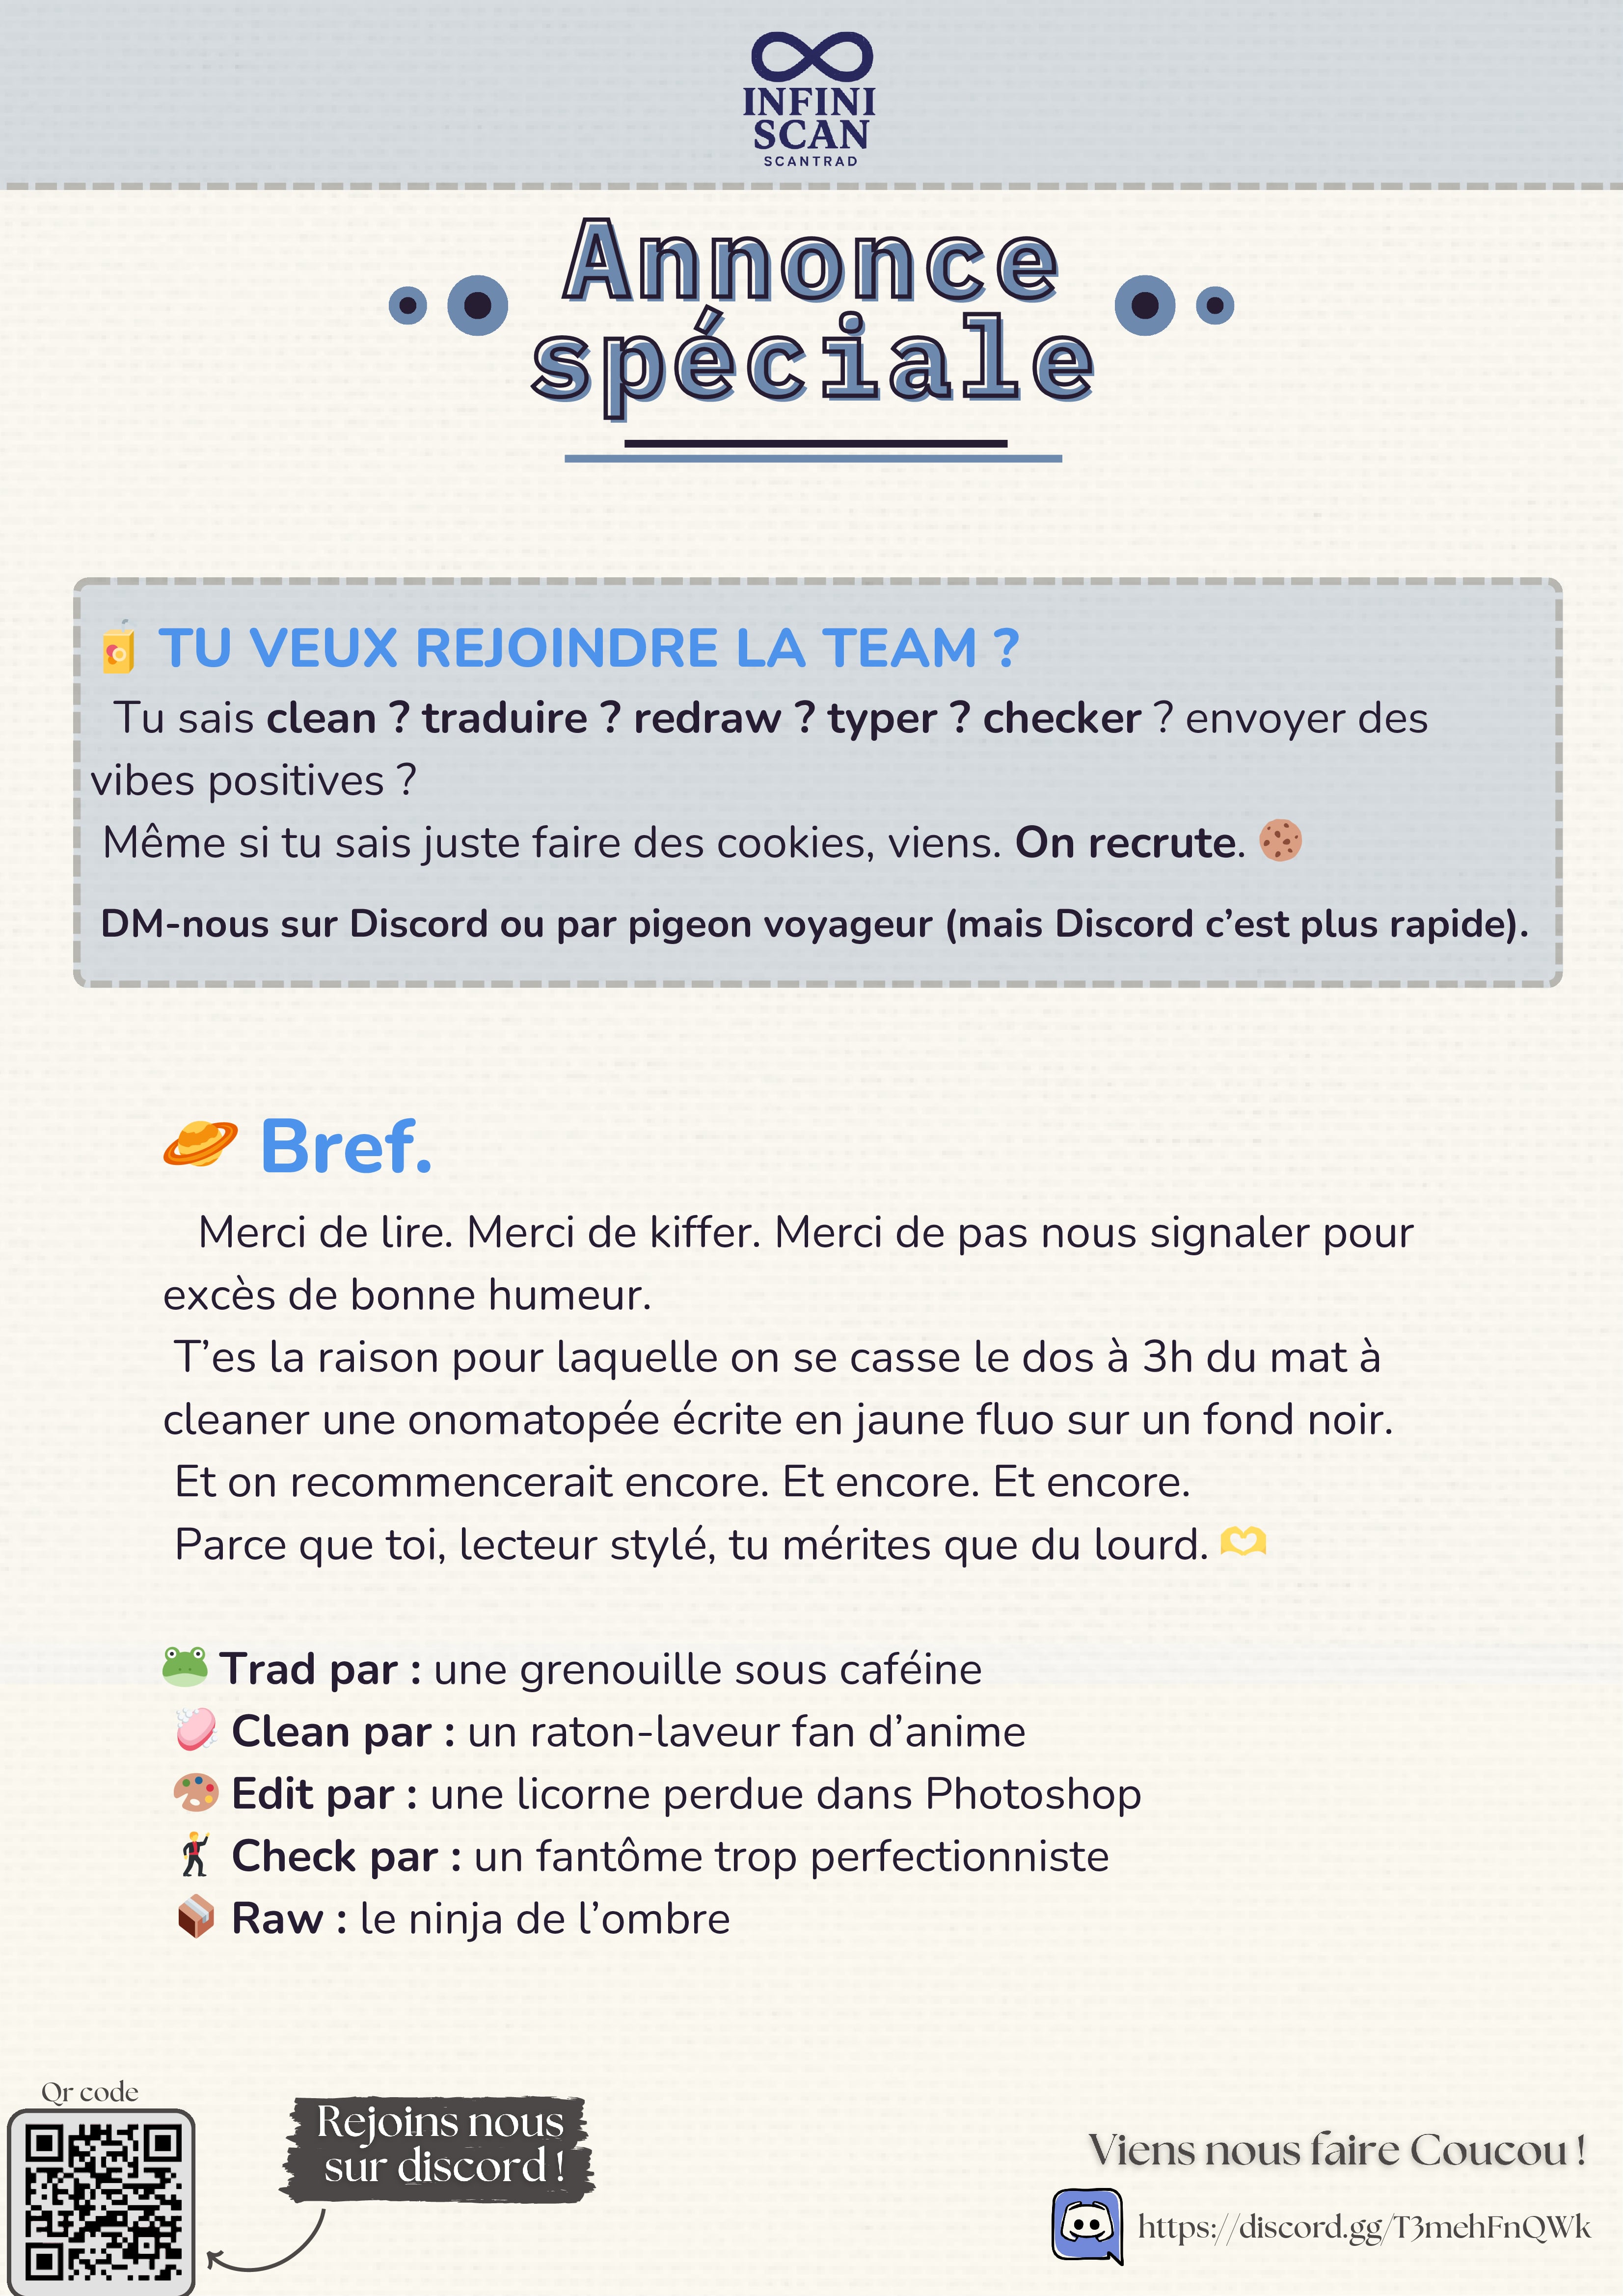 INFINI
SCAN
SCANTRAD
Annonce
spéciale
TU VEUX REJOINDRE LA TEAM ?
Tu sais clean ? traduire ? redraw ? typer ? checker ? envoyer des
vibes positives ?
Même si tu sais juste faire des cookies, viens. On recrute.
DM-nous sur Discord ou par pigeon voyageur (mais Discord c’est plus rapide).
Bref.
Merci de lire. Merci de kiffer. Merci de pas nous signaler pour
excès de bonne humeur.
T’es la raison pour laquelle on se casse le dos à 3h du mat à
cleaner une onomatopée écrite en jaune fluo sur un fond noir.
Et on recommencerait encore. Et encore. Et encore.
Parce que toi, lecteur stylé, tu mérites que du lourd.
Trad par : une grenouille sous caféine
Clean par : un raton-laveur fan d’anime
Edit par : une licorne perdue dans Photoshop
Check par : un fantôme trop perfectionniste
Raw : le ninja de l’ombre
Qr code
Rejoins nous
sur discord !
Viens nous faire Coucou !
https://discord.gg/T3mehFnQWk